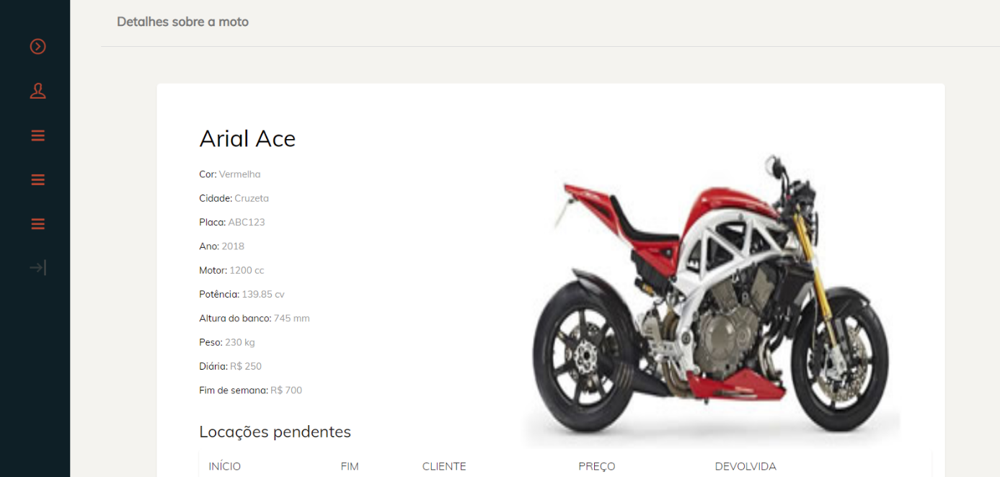 Detalhes sobre a moto
Arial Ace
Cor: Vermelha
Cidade: Cruzeta
Placa: ABC123
Ano: 2018
Motor: 1200 cc
Potência: 139.85 cv
Altura do banco: 745 mm
Peso: 230 kg
Diária: R$ 250
Fim de semana: R$ 700
Locações pendentes
INÍCIO FIM CLIENTE PREÇO DEVOLVIDA